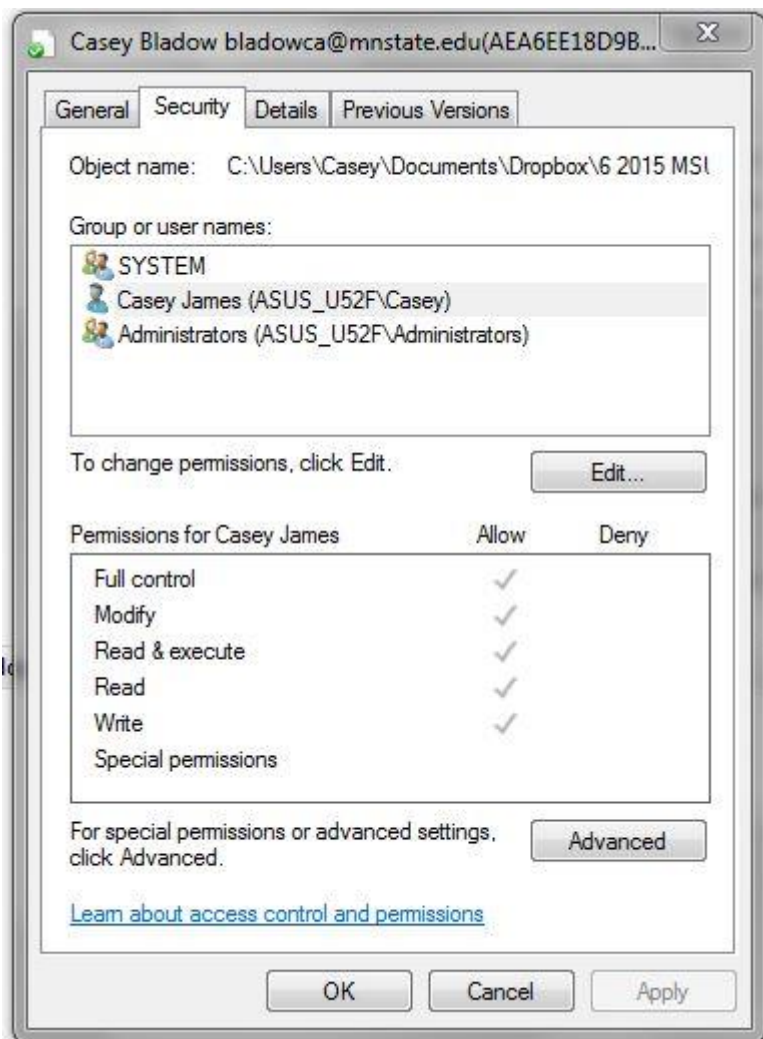 Casey Bladow bladowca@mnstate.edu(AEA6EE18D9B...
General Security Details Previous Versions
Object name: C:\Users\Casey\Documents\Dropbox\6 2015 MSU
Group or user names:
SYSTEM
Casey James (ASUS_U52F\Casey)
Administrators (ASUS_U52F\Administrators)
To change permissions, click Edit.
Edit...
Permissions for Casey James Allow Deny
Full control
Modify
Read & execute
Read
Write
Special permissions
For special permissions or advanced settings,
click Advanced.
Advanced
Learn about access control and permissions
OK Cancel Apply